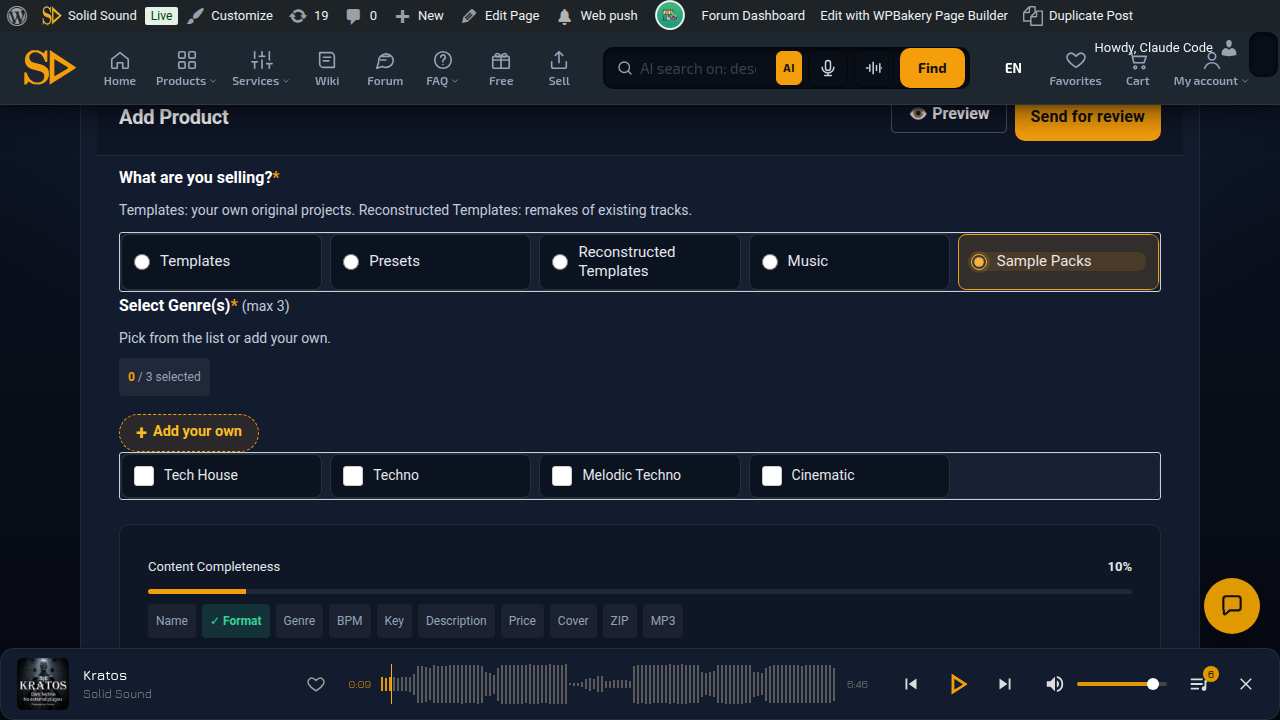 Solid Sound Live Customize 19 0 New Edit Page Web push Forum Dashboard Edit with WPBakery Page Builder Duplicate Post
Howdy, Claude Code
Home Products Services Wiki Forum FAQ Free Sell
AI search on: desc AI Find EN
Favorites Cart My account
Add Product
Preview
Send for review
What are you selling?*
Templates: your own original projects. Reconstructed Templates: remakes of existing tracks.
Templates
Presets
Reconstructed
Templates
Music
Sample Packs
Select Genre(s)* (max 3)
Pick from the list or add your own.
0 / 3 selected
+ Add your own
Tech House
Techno
Melodic Techno
Cinematic
Content Completeness 10%
Name ✓ Format Genre BPM Key Description Price Cover ZIP MP3
KRATOS
Kratos
Solid Sound
0:09
6:46
6